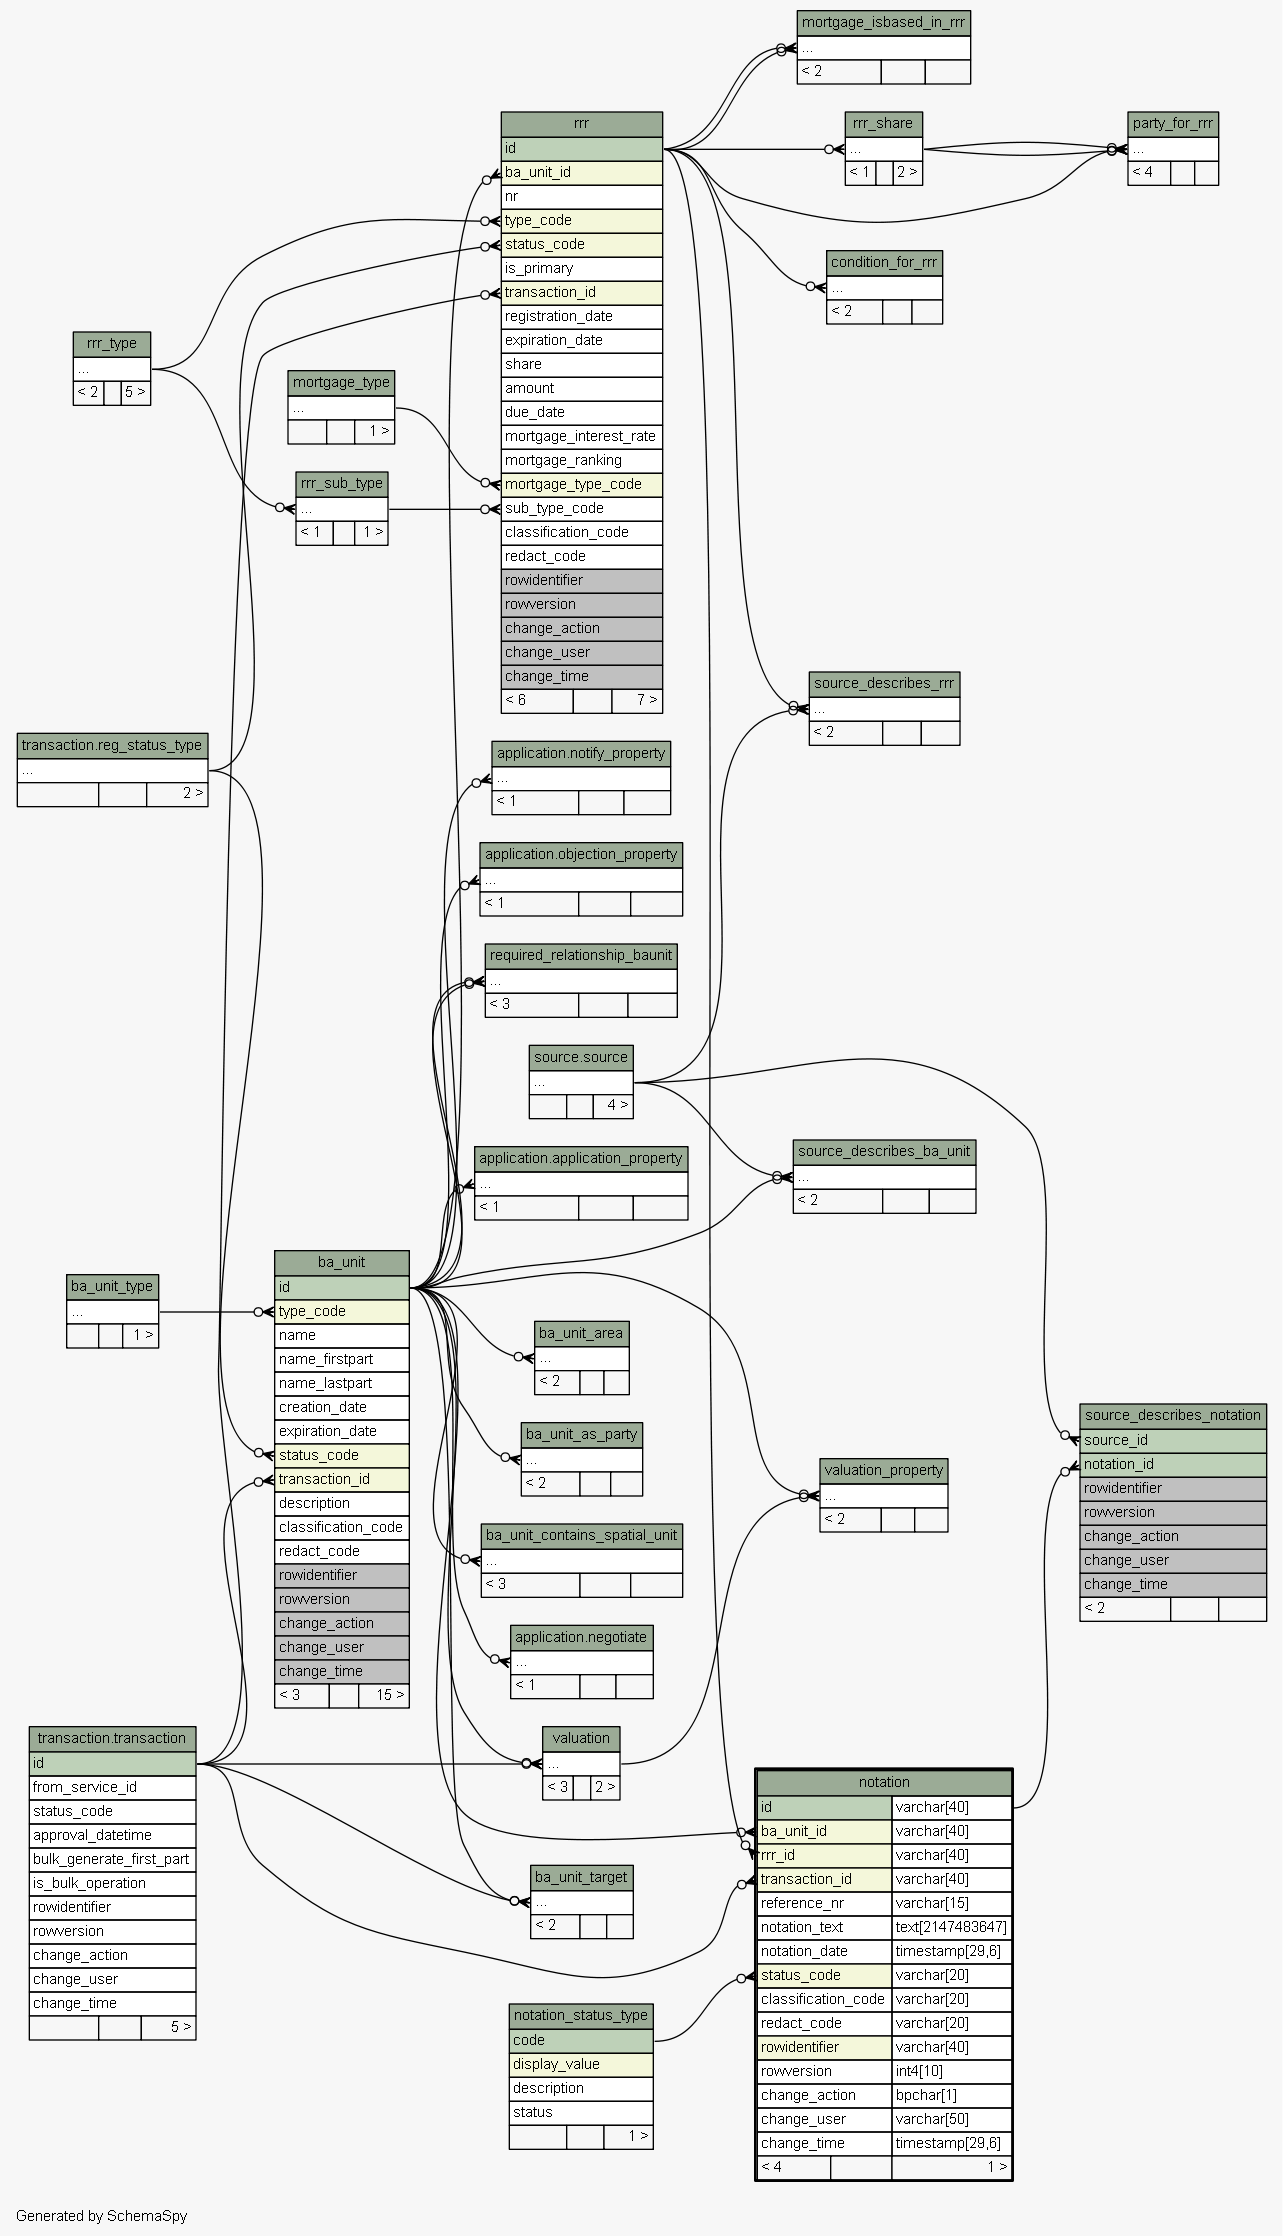 mortgage_isbased_in_rrr
...
< 2
rrr
id
ba_unit_id
nr
type_code
status_code
is_primary
transaction_id
registration_date
expiration_date
share
amount
due_date
mortgage_interest_rate
mortgage_ranking
mortgage_type_code
sub_type_code
classification_code
redact_code
rowidentifier
rowversion
change_action
change_user
change_time
< 6 7 >
rrr_share
...
< 1 2 >
party_for_rrr
...
< 4
condition_for_rrr
...
< 2
rrr_type
...
< 2 5 >
mortgage_type
...
1 >
rrr_sub_type
...
< 1 1 >
source_describes_rrr
...
< 2
transaction.reg_status_type
...
2 >
application.notify_property
...
< 1
application.objection_property
...
< 1
required_relationship_baunit
...
< 3
source.source
...
4 >
application.application_property
...
< 1
source_describes_ba_unit
...
< 2
ba_unit
id
type_code
name
name_firstpart
name_lastpart
creation_date
expiration_date
status_code
transaction_id
description
classification_code
redact_code
rowidentifier
rowversion
change_action
change_user
change_time
< 3 15 >
ba_unit_type
...
1 >
ba_unit_area
...
< 2
ba_unit_as_party
...
< 2
valuation_property
...
< 2
source_describes_notation
source_id
notation_id
rowidentifier
rowversion
change_action
change_user
change_time
< 2
ba_unit_contains_spatial_unit
...
< 3
application.negotiate
...
< 1
transaction.transaction
id
from_service_id
status_code
approval_datetime
bulk_generate_first_part
is_bulk_operation
rowidentifier
rowversion
change_action
change_user
change_time
5 >
valuation
...
< 3 2 >
ba_unit_target
...
< 2
notation
id varchar[40]
ba_unit_id varchar[40]
rrr_id varchar[40]
transaction_id varchar[40]
reference_nr varchar[15]
notation_text text[2147483647]
notation_date timestamp[29,6]
status_code varchar[20]
classification_code varchar[20]
redact_code varchar[20]
rowidentifier varchar[40]
rowversion int4[10]
change_action bpchar[1]
change_user varchar[50]
change_time timestamp[29,6]
< 4 1 >
notation_status_type
code
display_value
description
status
1 >
Generated by SchemaSpy